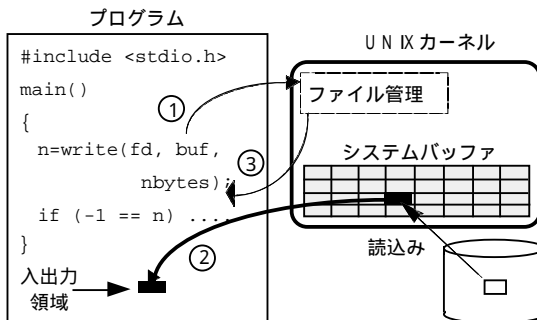 プログラム
#include <stdio.h>
main()
{
n=write(fd, buf,
nbytes);
if (-1 == n) ....
}
入出力
領域
①
②
③
UNIXカーネル
ファイル管理
システムバッファ
読込み